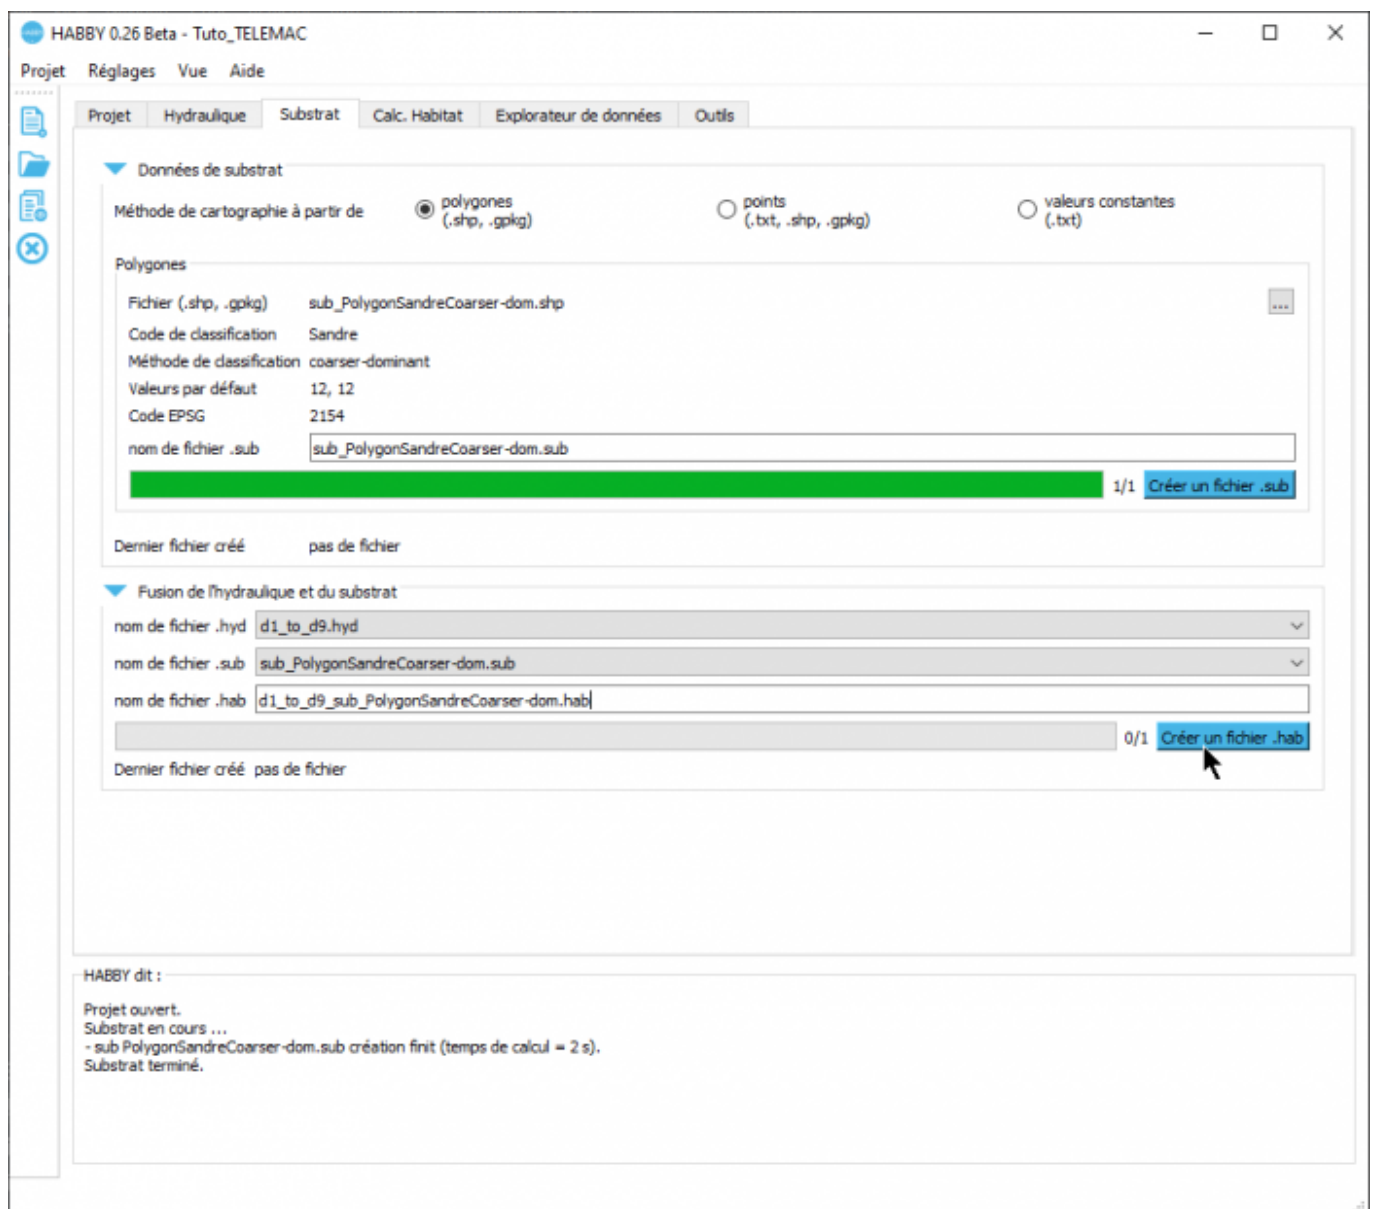 HABBY 0.26 Beta - Tuto_TELEMAC
Projet Réglages Vue Aide
Projet Hydraulique Substrat Calc. Habitat Explorateur de données Outils
Données de substrat
Méthode de cartographie à partir de
polygones
(.shp, .gpkg)
points
(.txt, .shp, .gpkg)
valeurs constantes
(.txt)
Polygones
Fichier (.shp, .gpkg) sub_PolygonSandreCoarser-dom.shp ...
Code de classification Sandre
Méthode de classification coarser-dominant
Valeurs par défaut 12, 12
Code EPSG 2154
nom de fichier .sub sub_PolygonSandreCoarser-dom.sub
1/1 Créer un fichier .sub
Dernier fichier créé pas de fichier
Fusion de l'hydraulique et du substrat
nom de fichier .hyd d1_to_d9.hyd
nom de fichier .sub sub_PolygonSandreCoarser-dom.sub
nom de fichier .hab d1_to_d9_sub_PolygonSandreCoarser-dom.hab
0/1 Créer un fichier .hab
Dernier fichier créé pas de fichier
HABBY dit :
Projet ouvert.
Substrat en cours ...
- sub PolygonSandreCoarser-dom.sub création finit (temps de calcul = 2 s).
Substrat terminé.